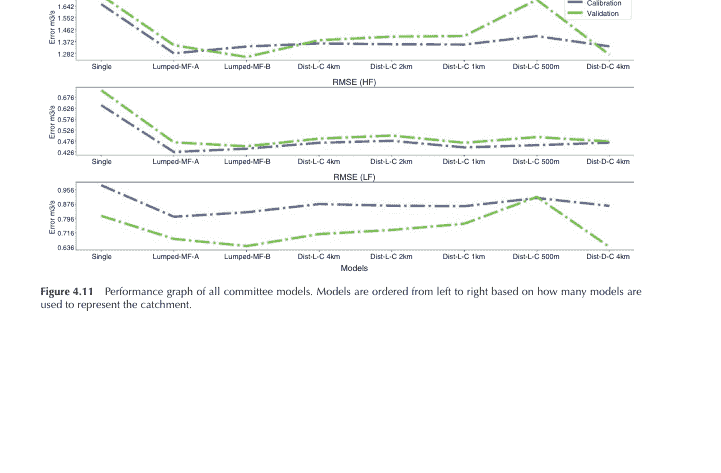 1.642
1.552
1.462
1.372
1.282
Error m3/s
Calibration
Validation
Single Lumped-MF-A Lumped-MF-B Dist-L-C 4km Dist-L-C 2km Dist-L-C 1km Dist-L-C 500m Dist-D-C 4km
RMSE (HF)
0.676
0.626
0.576
0.526
0.476
0.426
Error m3/s
Single Lumped-MF-A Lumped-MF-B Dist-L-C 4km Dist-L-C 2km Dist-L-C 1km Dist-L-C 500m Dist-D-C 4km
RMSE (LF)
0.956
0.876
0.796
0.716
0.636
Error m3/s
Single Lumped-MF-A Lumped-MF-B Dist-L-C 4km Dist-L-C 2km Dist-L-C 1km Dist-L-C 500m Dist-D-C 4km
Models
Figure 4.11 Performance graph of all committee models. Models are ordered from left to right based on how many models are
used to represent the catchment.